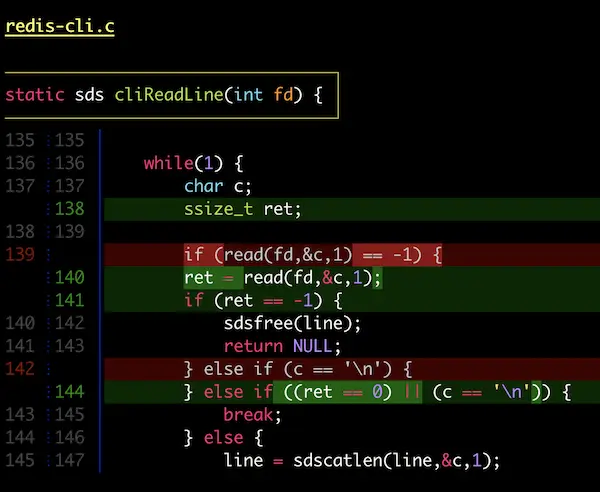 redis-cli.c
static sds cliReadLine(int fd) {
135 ⋮135
136 ⋮136     while(1) {
137 ⋮137         char c;
    ⋮138         ssize_t ret;
138 ⋮139
139 ⋮            if (read(fd,&c,1) == -1) {
    ⋮140         ret = read(fd,&c,1);
    ⋮141         if (ret == -1) {
140 ⋮142             sdsfree(line);
141 ⋮143             return NULL;
142 ⋮            } else if (c == '\n') {
    ⋮144         } else if ((ret == 0) || (c == '\n')) {
143 ⋮145             break;
144 ⋮146         } else {
145 ⋮147             line = sdscatlen(line,&c,1);